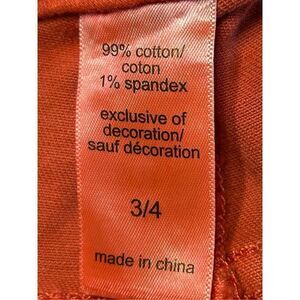 99% cotton/
coton
1% spandex
exclusive of
decoration/
sauf décoration
3/4
made in china